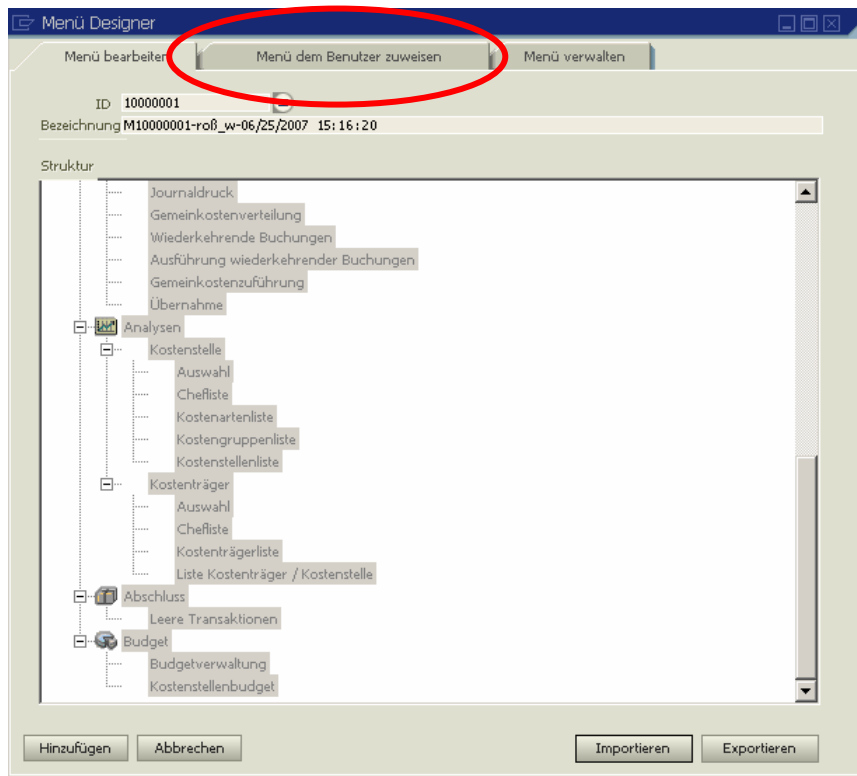 Menü Designer
Menü bearbeiten Menü dem Benutzer zuweisen Menü verwalten
ID 10000001
Bezeichnung M10000001-roß_w-06/25/2007 15:16:20
Struktur
Journaldruck
Gemeinkostenverteilung
Wiederkehrende Buchungen
Ausführung wiederkehrender Buchungen
Gemeinkostenzuführung
Übernahme
Analysen
Kostenstelle
Auswahl
Chefliste
Kostenartenliste
Kostengruppenliste
Kostenstellenliste
Kostenträger
Auswahl
Chefliste
Kostenträgerliste
Liste Kostenträger / Kostenstelle
Abschluss
Leere Transaktionen
Budget
Budgetverwaltung
Kostenstellenbudget
Hinzufügen Abbrechen Importieren Exportieren